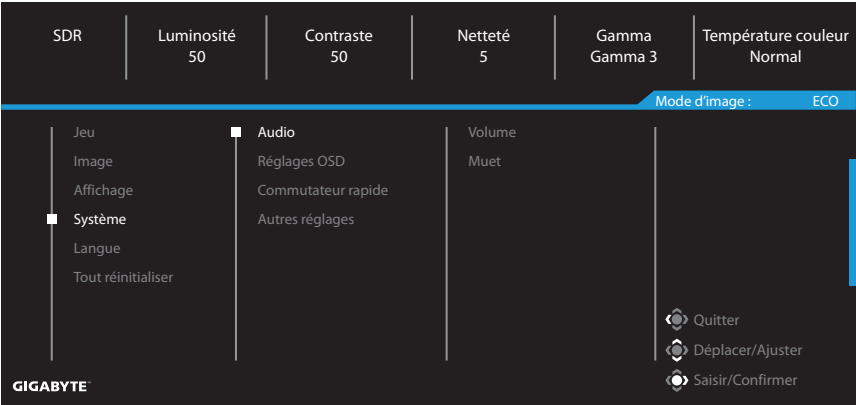 SDR
Luminosité
50
Contraste
50
Netteté
5
Gamma
Gamma 3
Température couleur
Normal
Mode d'image : ECO
Jeu
Image
Affichage
Système
Langue
Tout réinitialiser
Audio
Réglages OSD
Commutateur rapide
Autres réglages
Volume
Muet
Quitter
Déplacer/Ajuster
Saisir/Confirmer
GIGABYTE™